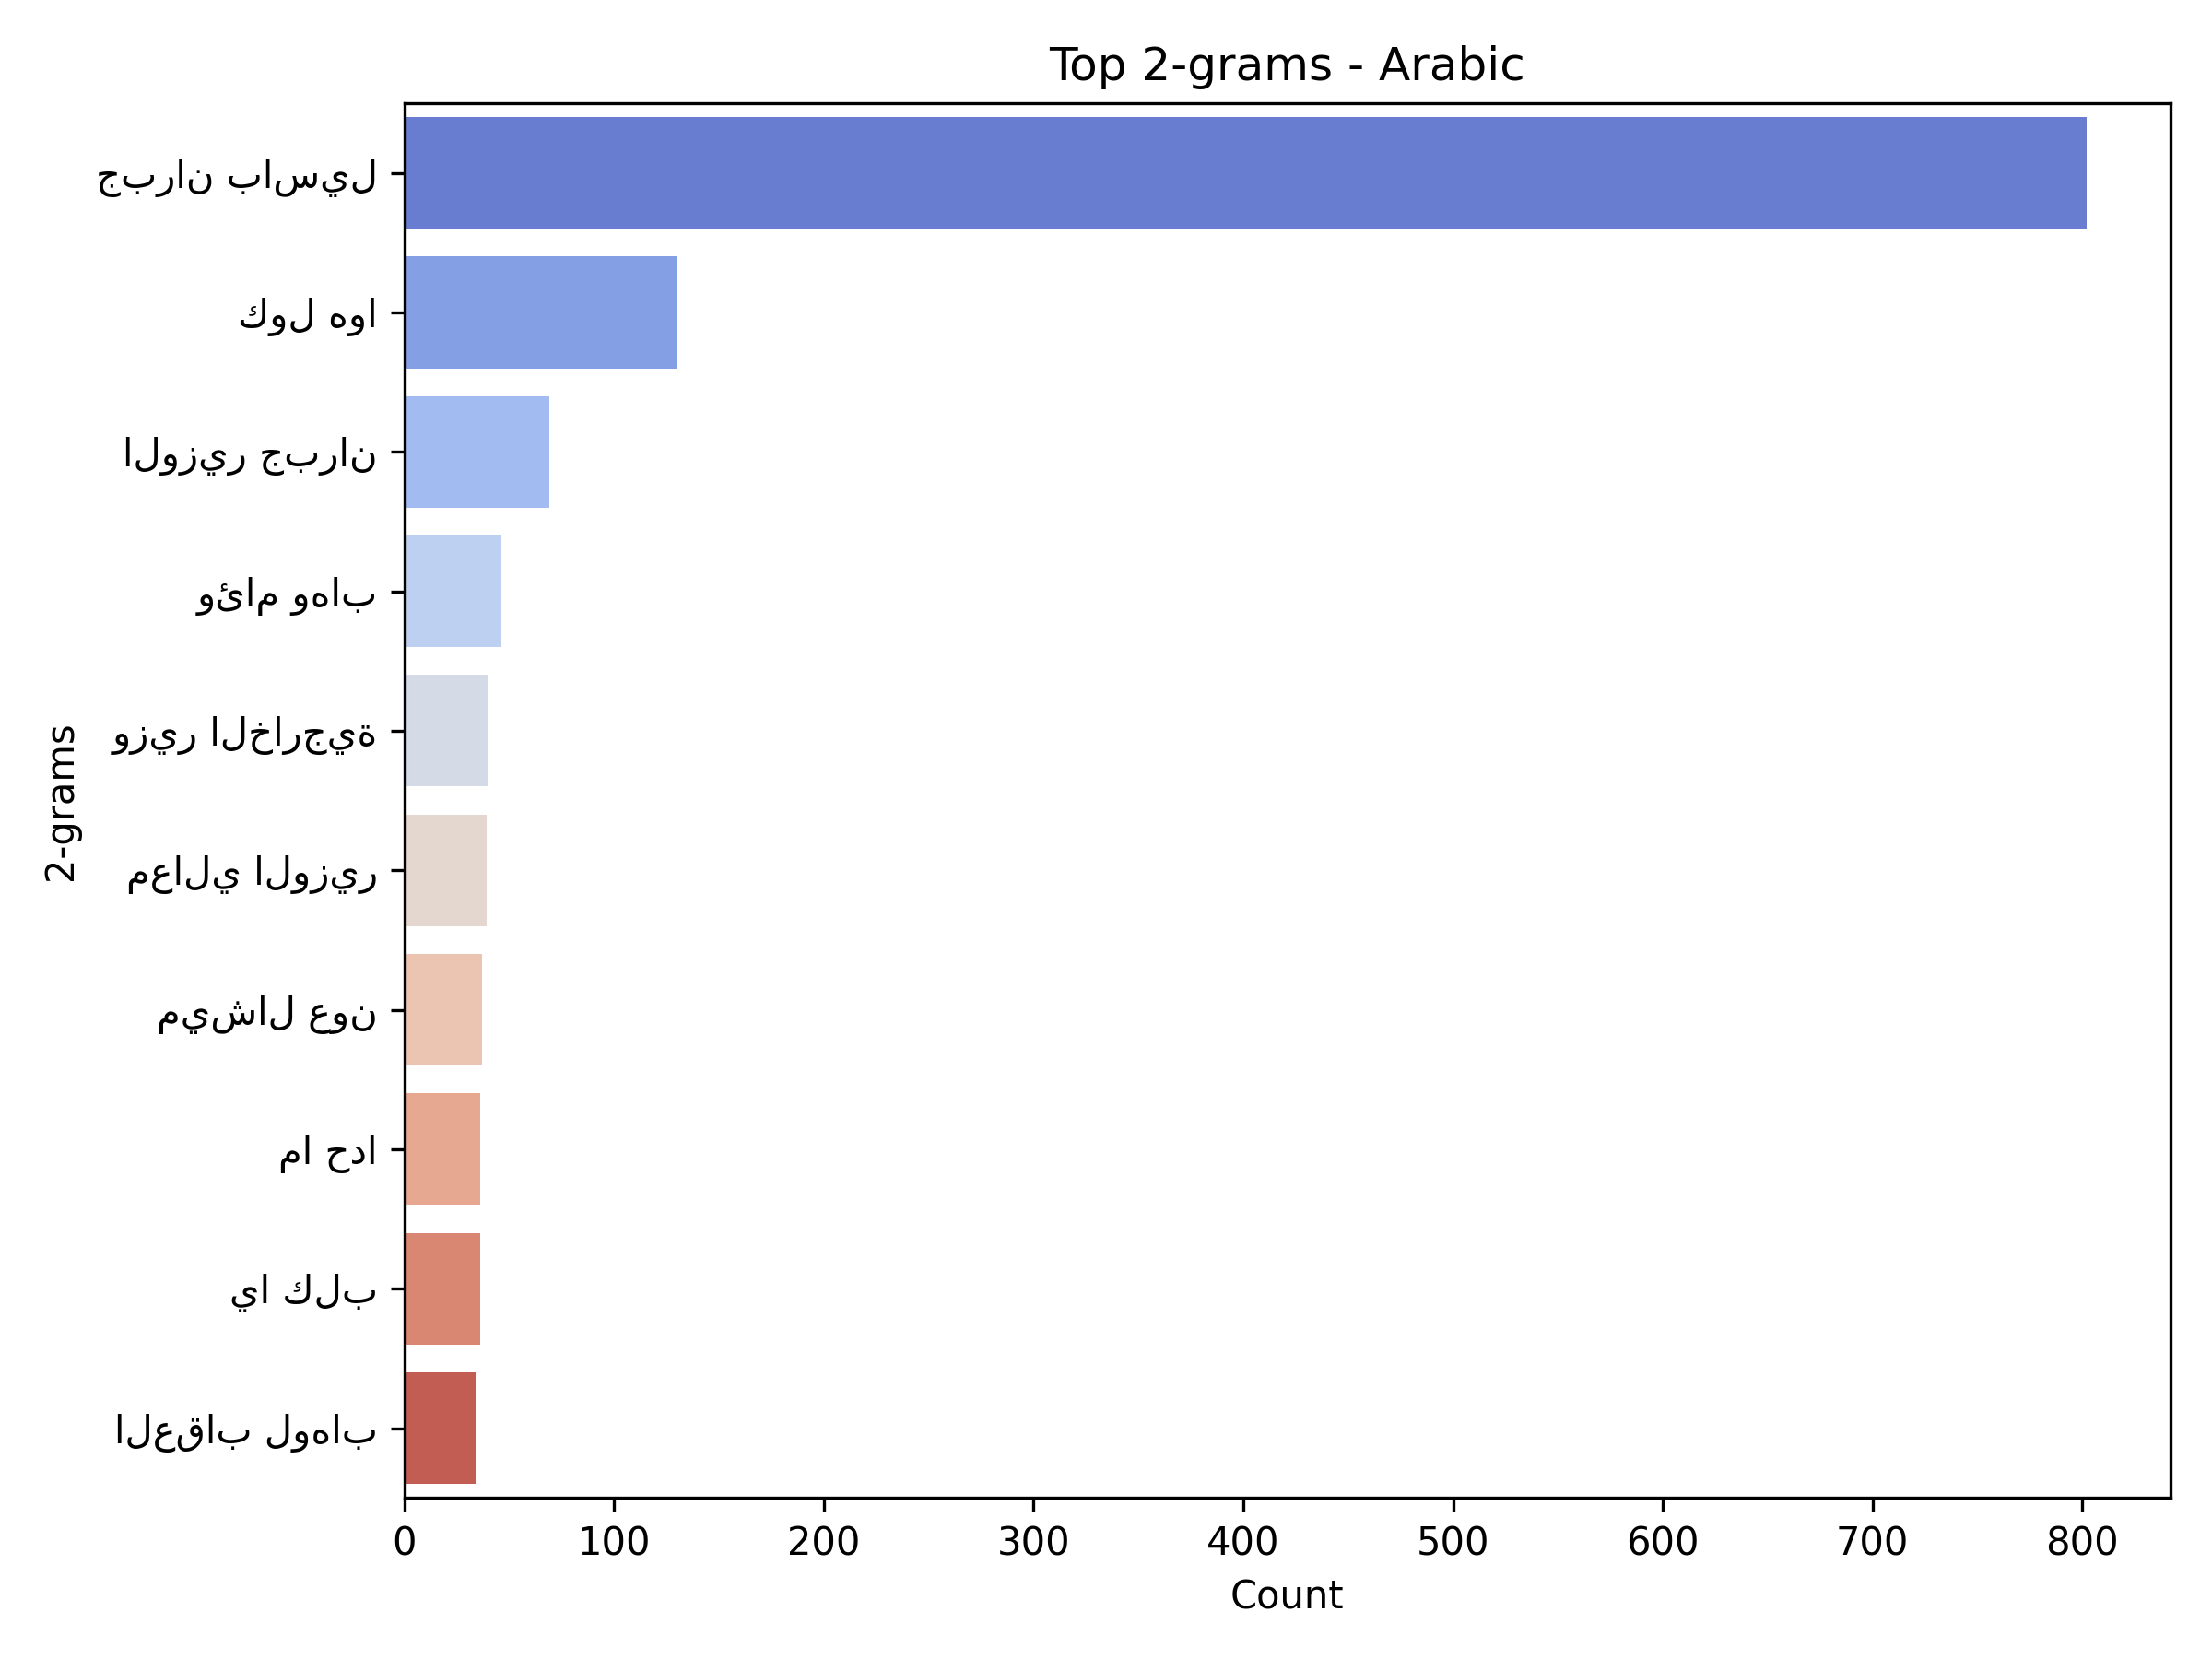 Top 2-grams - Arabic
جبران باسيل
كول هوا
الوزير جبران
وئام وهاب
وزير الخارجية
معالي الوزير
ميشال عون
ما حدا
يا كلب
العقاب لوهاب
2-grams
0 100 200 300 400 500 600 700 800
Count